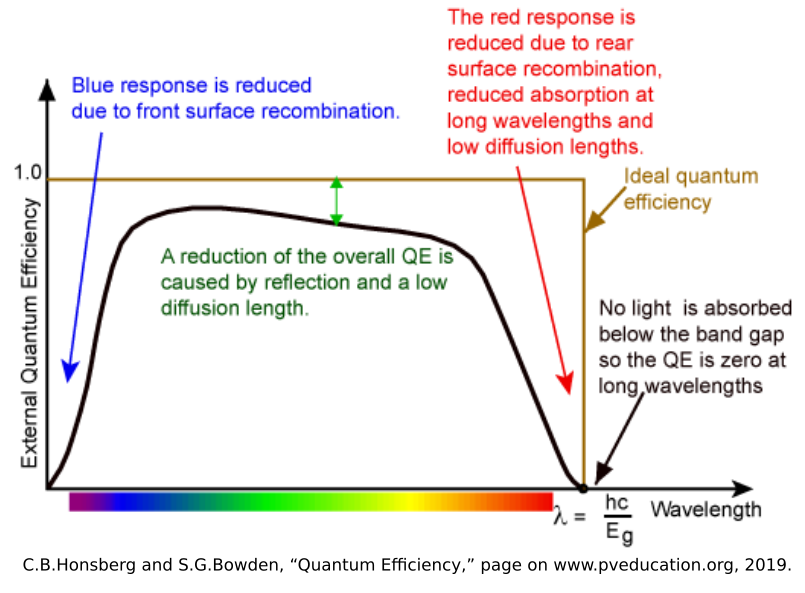 The red response is
reduced due to rear
surface recombination,
reduced absorption at
long wavelengths and
low diffusion lengths.
Blue response is reduced
due to front surface recombination.
1.0
Ideal quantum
efficiency
External Quantum Efficiency
A reduction of the overall QE is
caused by reflection and a low
diffusion length.
No light is absorbed
below the band gap
so the QE is zero at
long wavelengths
λ = hc
Eg
Wavelength
C.B.Honsberg and S.G.Bowden, “Quantum Efficiency,” page on www.pveducation.org, 2019.